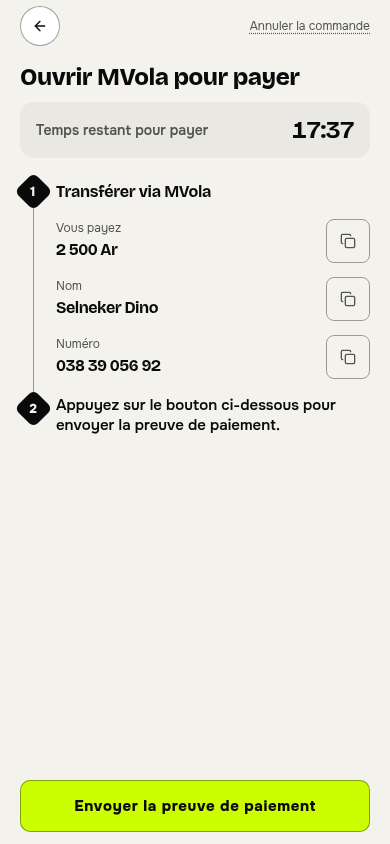 Annuler la commande
Ouvrir MVola pour payer
Temps restant pour payer
17:37
1
Transférer via MVola
Vous payez
2 500 Ar
Nom
Selneker Dino
Numéro
038 39 056 92
2
Appuyez sur le bouton ci-dessous pour
envoyer la preuve de paiement.
Envoyer la preuve de paiement